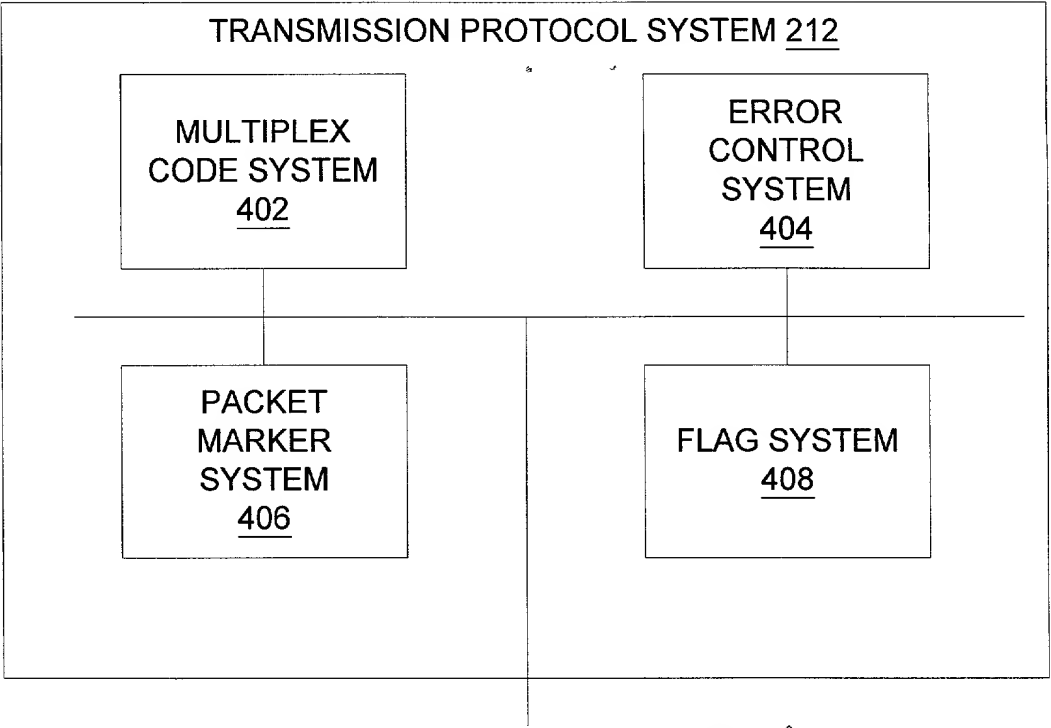 TRANSMISSION PROTOCOL SYSTEM 212
MULTIPLEX
CODE SYSTEM
402
ERROR
CONTROL
SYSTEM
404
PACKET
MARKER
SYSTEM
406
FLAG SYSTEM
408